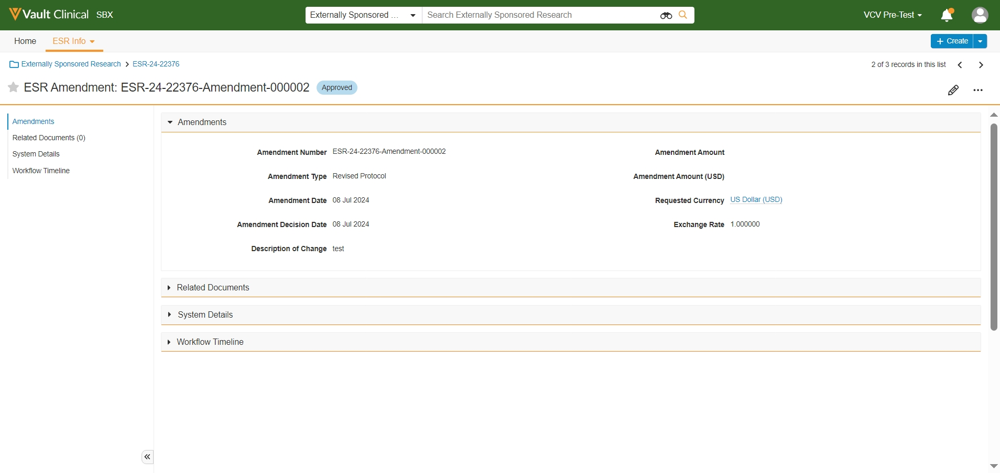 Vault Clinical SBX
Externally Sponsored ...
Search Externally Sponsored Research
VCV Pre-Test
Home
ESR Info
Create
Externally Sponsored Research
ESR-24-22376
2 of 3 records in this list
ESR Amendment: ESR-24-22376-Amendment-000002
Approved
Amendments
Related Documents (0)
System Details
Workflow Timeline
Amendments
Amendment Number ESR-24-22376-Amendment-000002
Amendment Type Revised Protocol
Amendment Date 08 Jul 2024
Amendment Decision Date 08 Jul 2024
Description of Change test
Amendment Amount
Amendment Amount (USD)
Requested Currency US Dollar (USD)
Exchange Rate 1.000000
Related Documents
System Details
Workflow Timeline